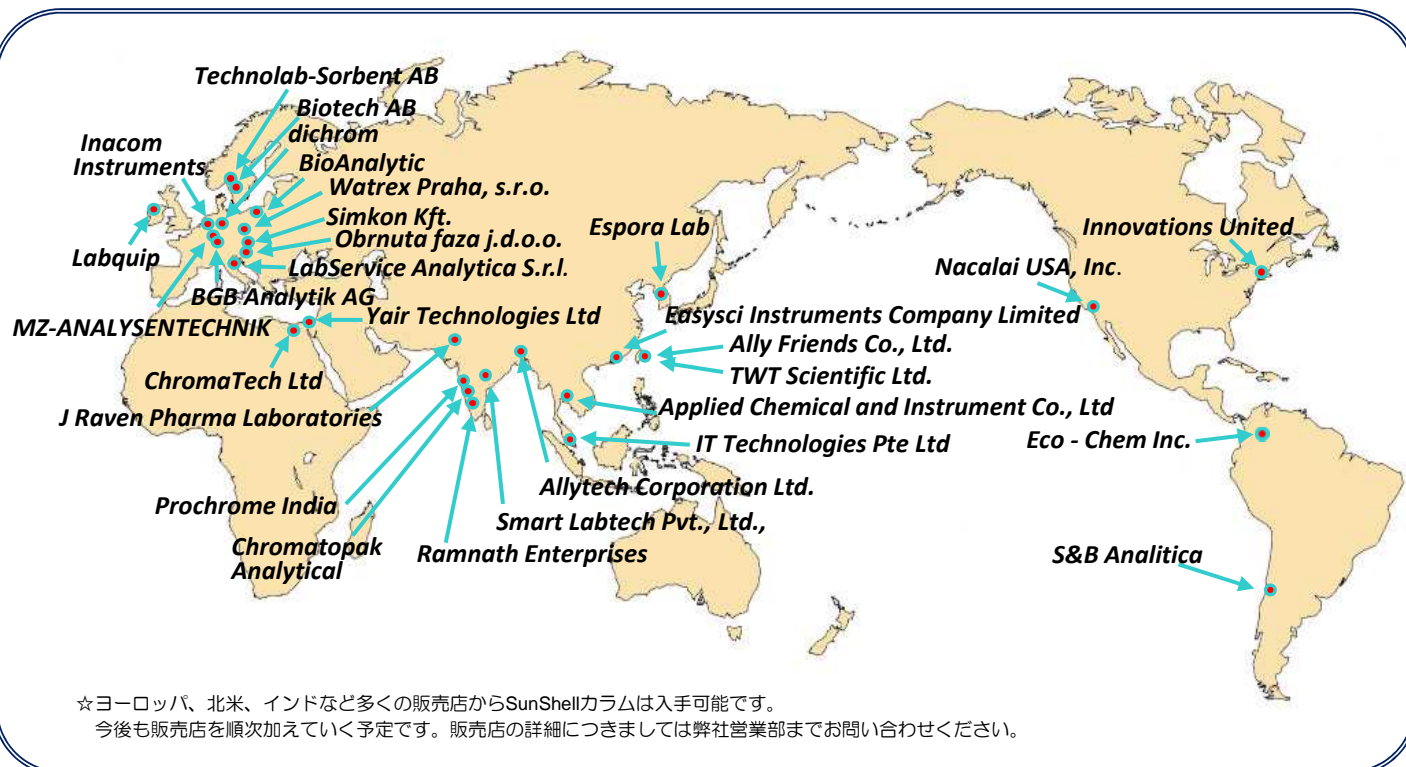 Technolab-Sorbent AB
Biotech AB
dichrom
Inacom
Instruments
BioAnalytic
Watrex Praha, s.r.o.
Simkon Kft.
Obrnuta faza j.d.o.o.
Labquip
LabService Analytica S.r.l.
BGB Analytik AG
MZ-ANALYSENTECHNIK
Yair Technologies Ltd
ChromaTech Ltd
J Raven Pharma Laboratories
Prochrome India
Chromatopak
Analytical
Ramnath Enterprises
Smart Labtech Pvt., Ltd.,
Allytech Corporation Ltd.
Espora Lab
Easysci Instruments Company Limited
Ally Friends Co., Ltd.
TWT Scientific Ltd.
Applied Chemical and Instrument Co., Ltd
IT Technologies Pte Ltd
Innovations United
Nacalai USA, Inc.
Eco - Chem Inc.
S&B Analitica
☆ヨーロッパ、北米、インドなど多くの販売店からSunShellカラムは入手可能です。
今後も販売店を順次加えていく予定です。販売店の詳細につきましては弊社営業部までお問い合わせください。